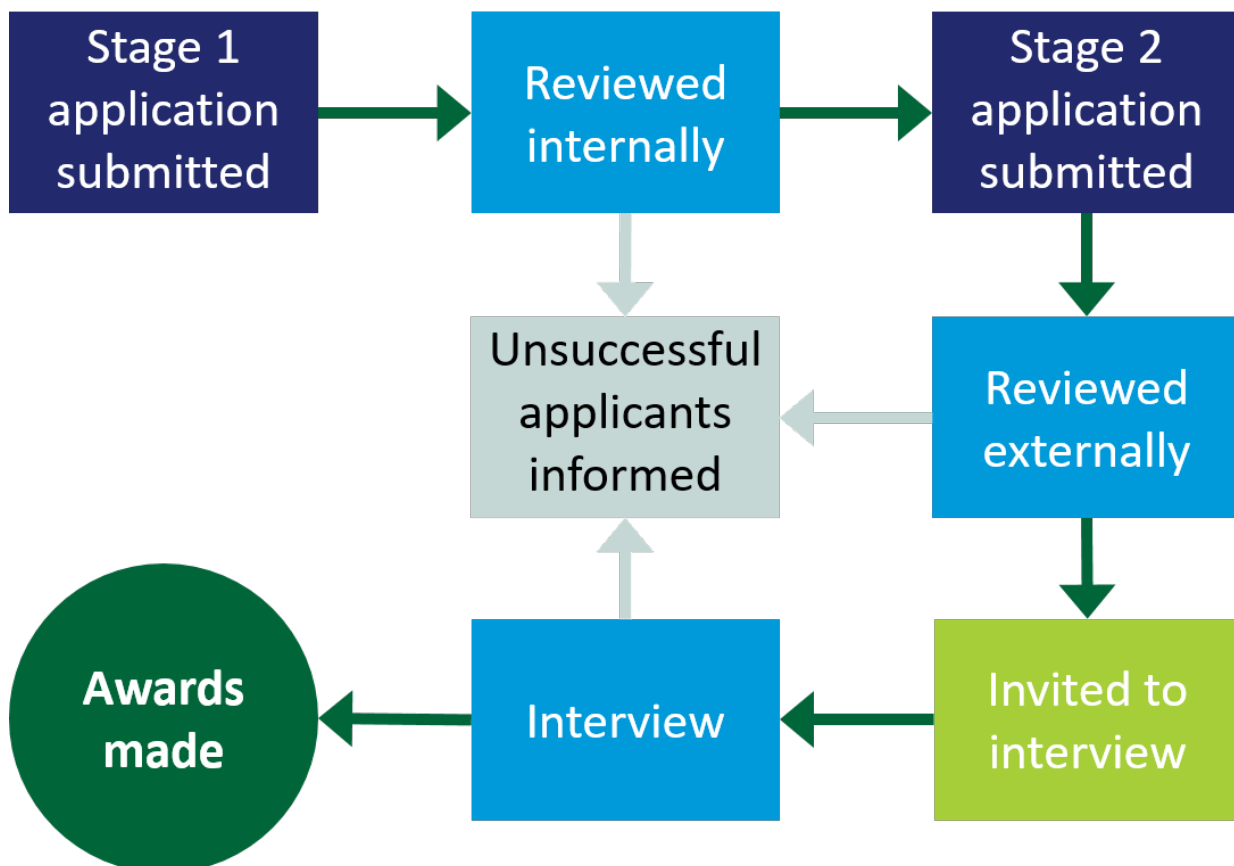 Stage 1
application
submitted
Reviewed
internally
Stage 2
application
submitted
Unsuccessful
applicants
informed
Reviewed
externally
Awards
made
Interview
Invited to
interview